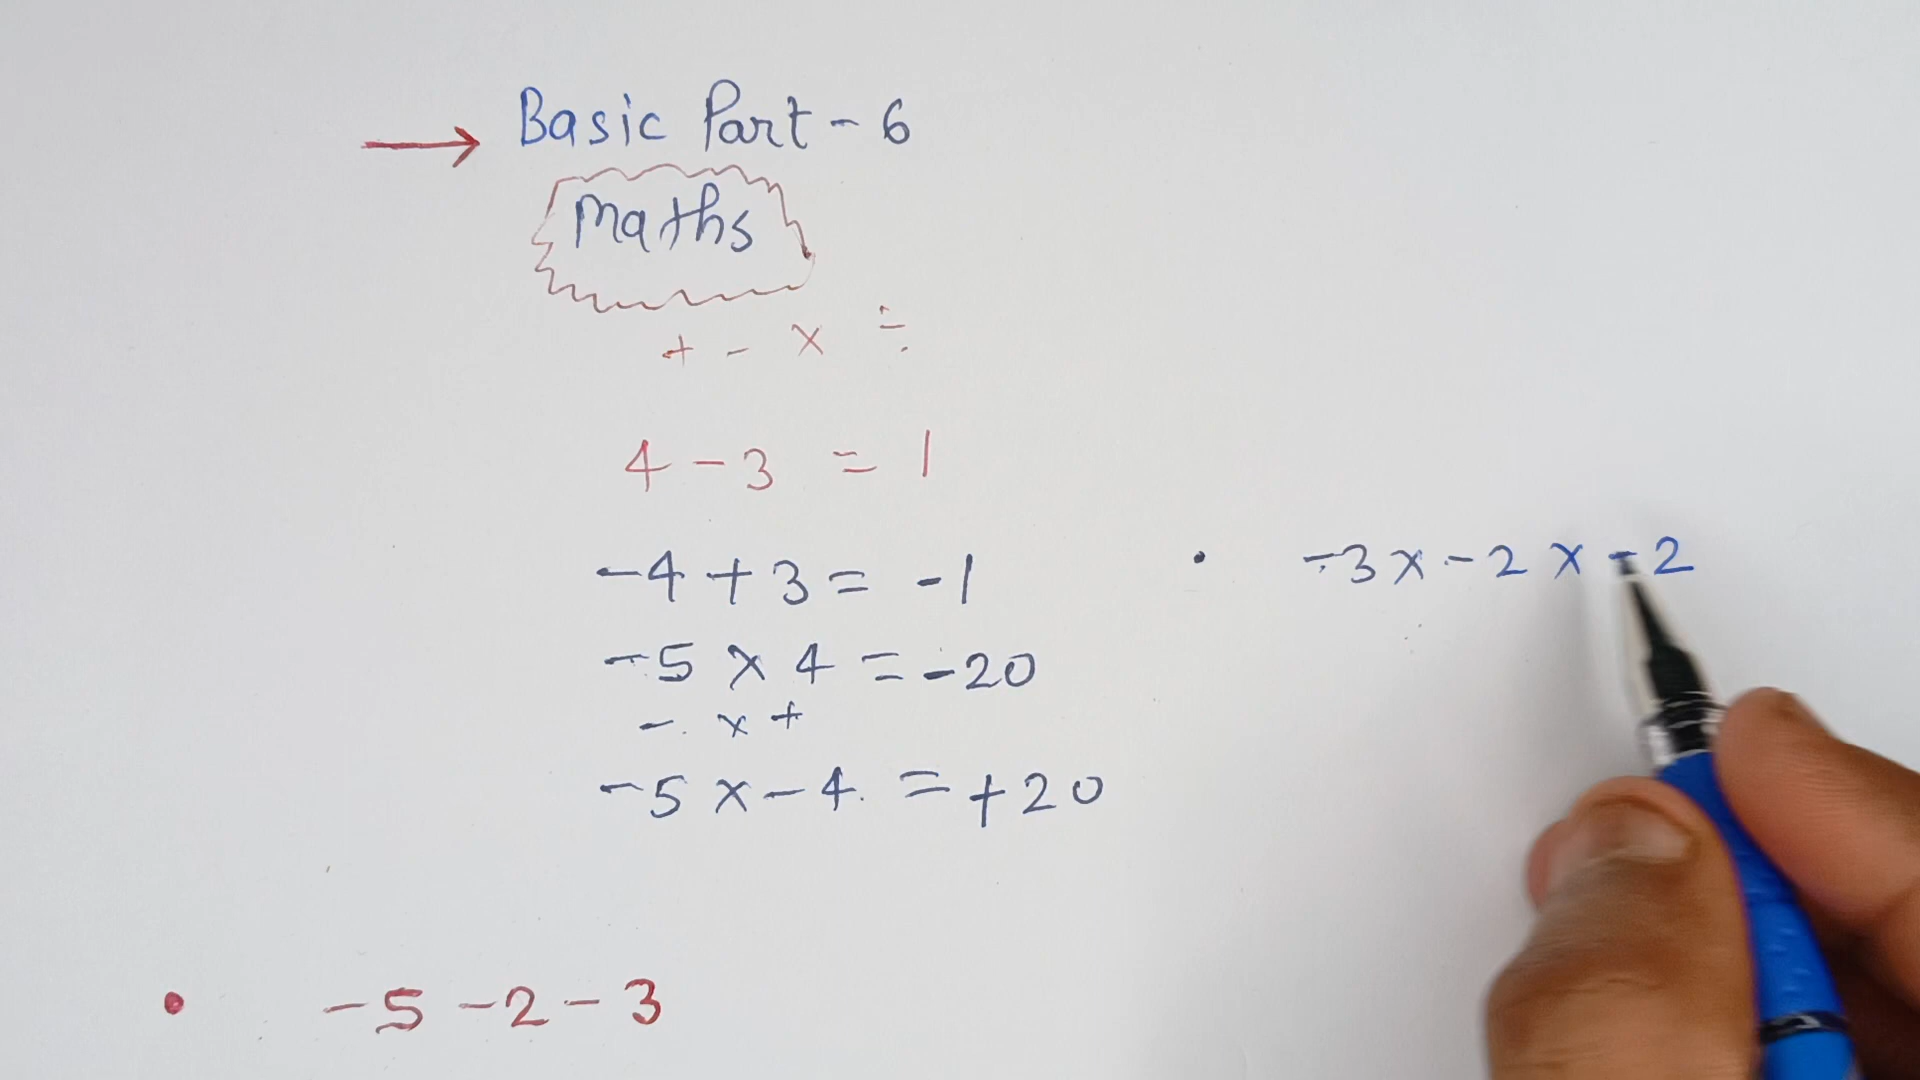 → Basic Part - 6
Maths
+ - × ÷
4 - 3 = 1
-4 + 3 = -1
-5 × 4 = -20
- × +
-5 × -4 = +20
• -5 -2 -3
• -3 × -2 × -2